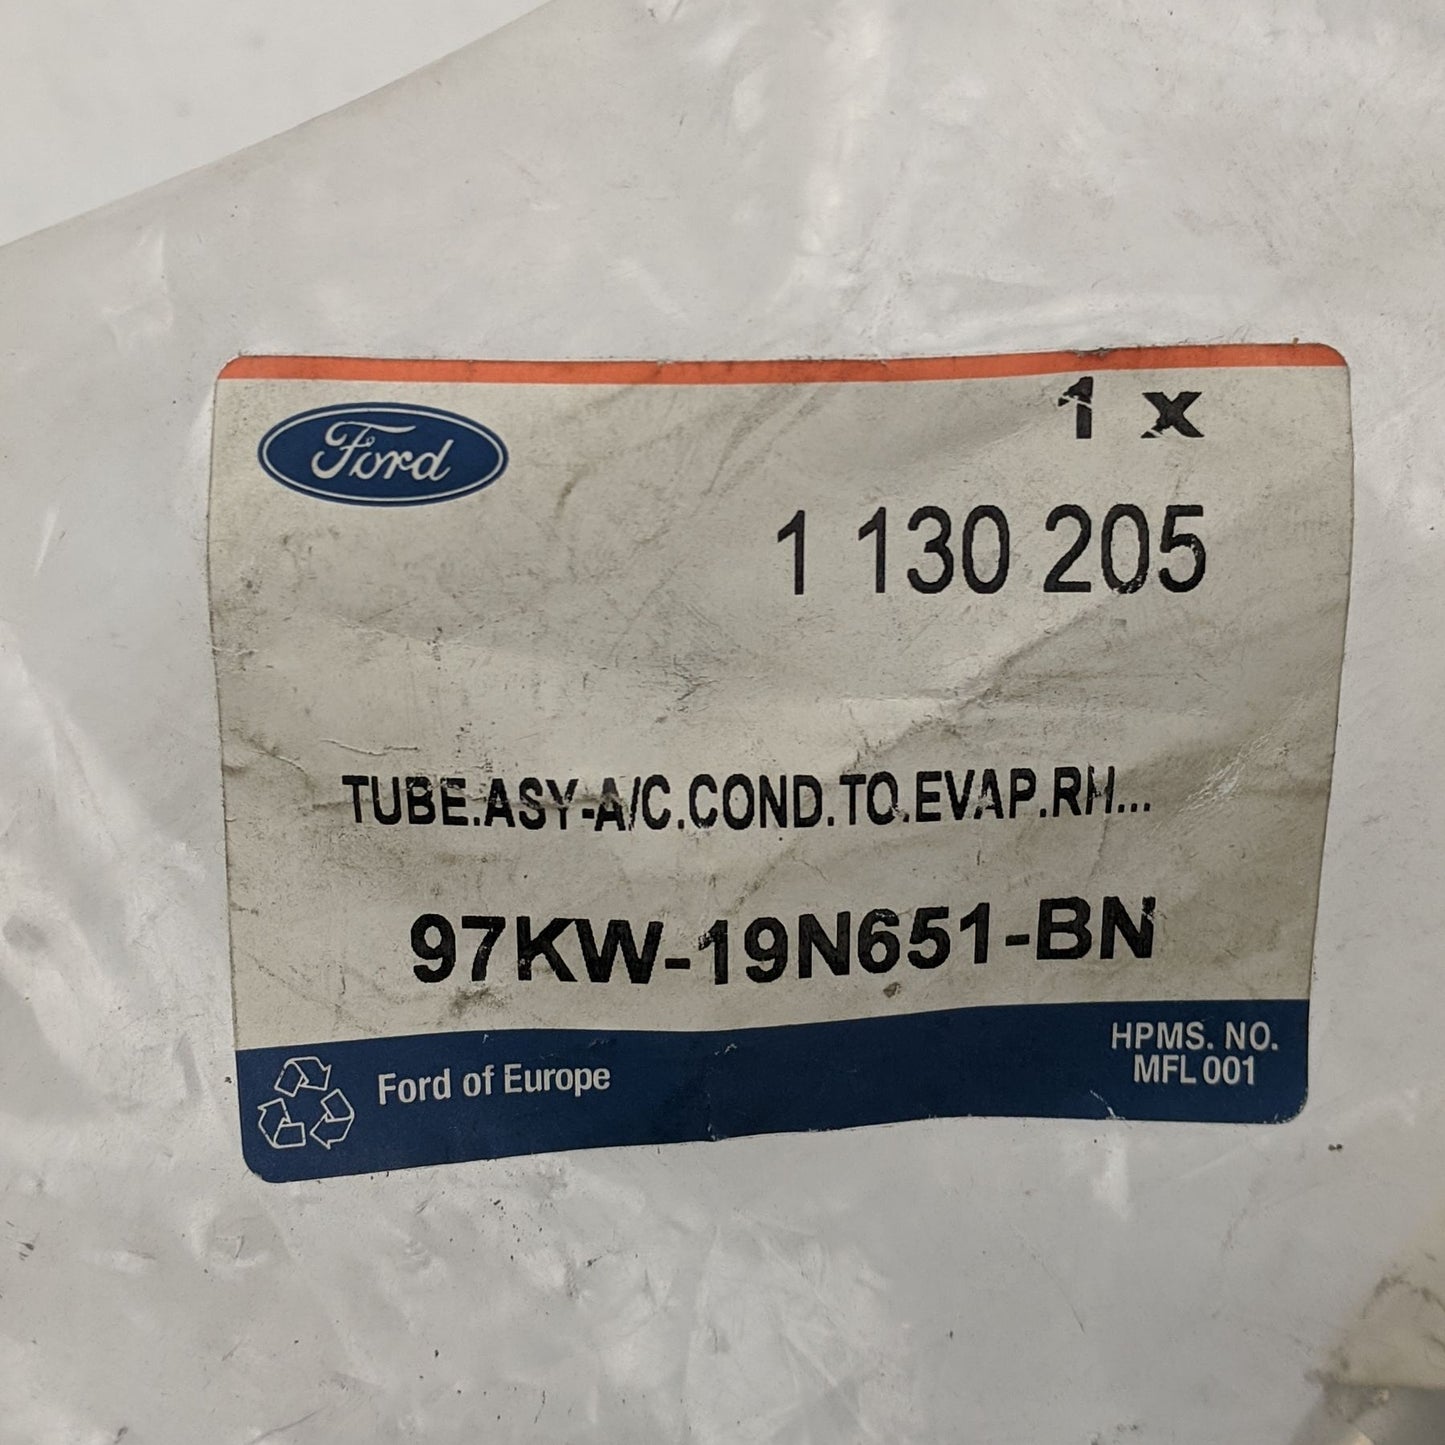 Ford
1 x
1 130 205
TUBE.ASY-A/C.COND.TO.EVAP.RH...
97KW-19N651-BN
Ford of Europe
HPMS. NO.
MFL 001